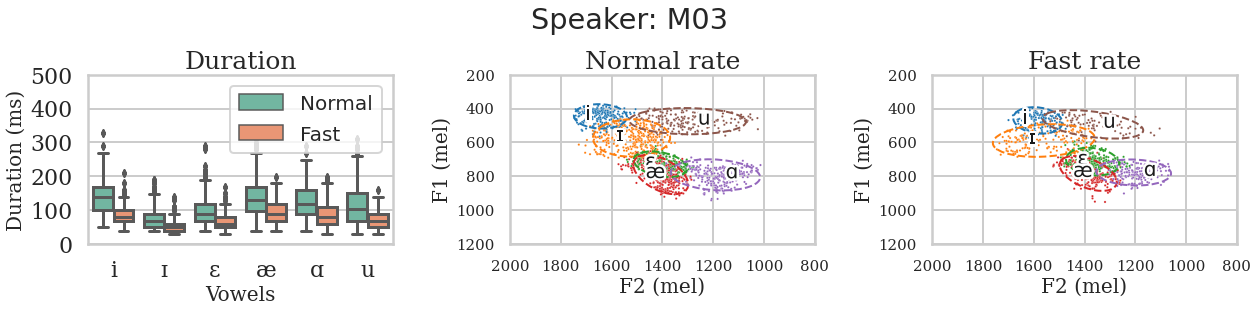 Speaker: M03
Duration
500
400
300
200
100
0
Duration (ms)
Normal
Fast
i ɪ ɛ æ ɑ u
Vowels
Normal rate
200
400
600
800
1000
1200
F1 (mel)
i
u
ɪ
ɛ
æ
ɑ
2000 1800 1600 1400 1200 1000 800
F2 (mel)
Fast rate
200
400
600
800
1000
1200
F1 (mel)
i
u
ɪ
ɛ
æ
ɑ
2000 1800 1600 1400 1200 1000 800
F2 (mel)